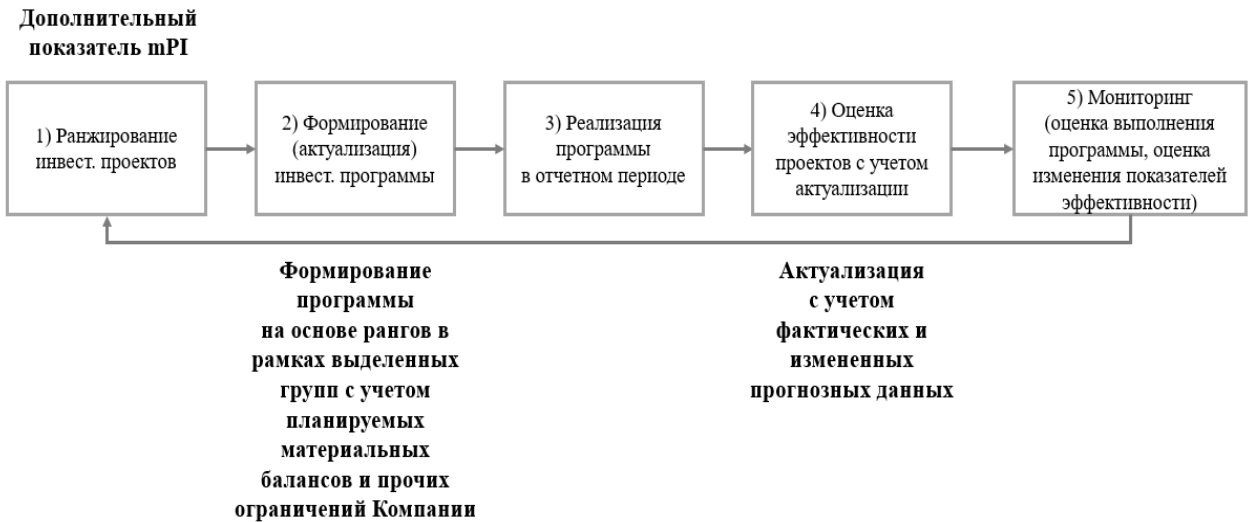 Дополнительный
показатель mPI
1) Ранжирование
инвест. проектов
2) Формирование
(актуализация)
инвест. программы
3) Реализация
программы
в отчетном периоде
4) Оценка
эффективности
проектов с учетом
актуализации
5) Мониторинг
(оценка выполнения
программы, оценка
изменения показателей
эффективности)
Формирование
программы
на основе рангов в
рамках выделенных
групп с учетом
планируемых
материальных
балансов и прочих
ограничений Компании
Актуализация
с учетом
фактических и
измененных
прогнозных данных